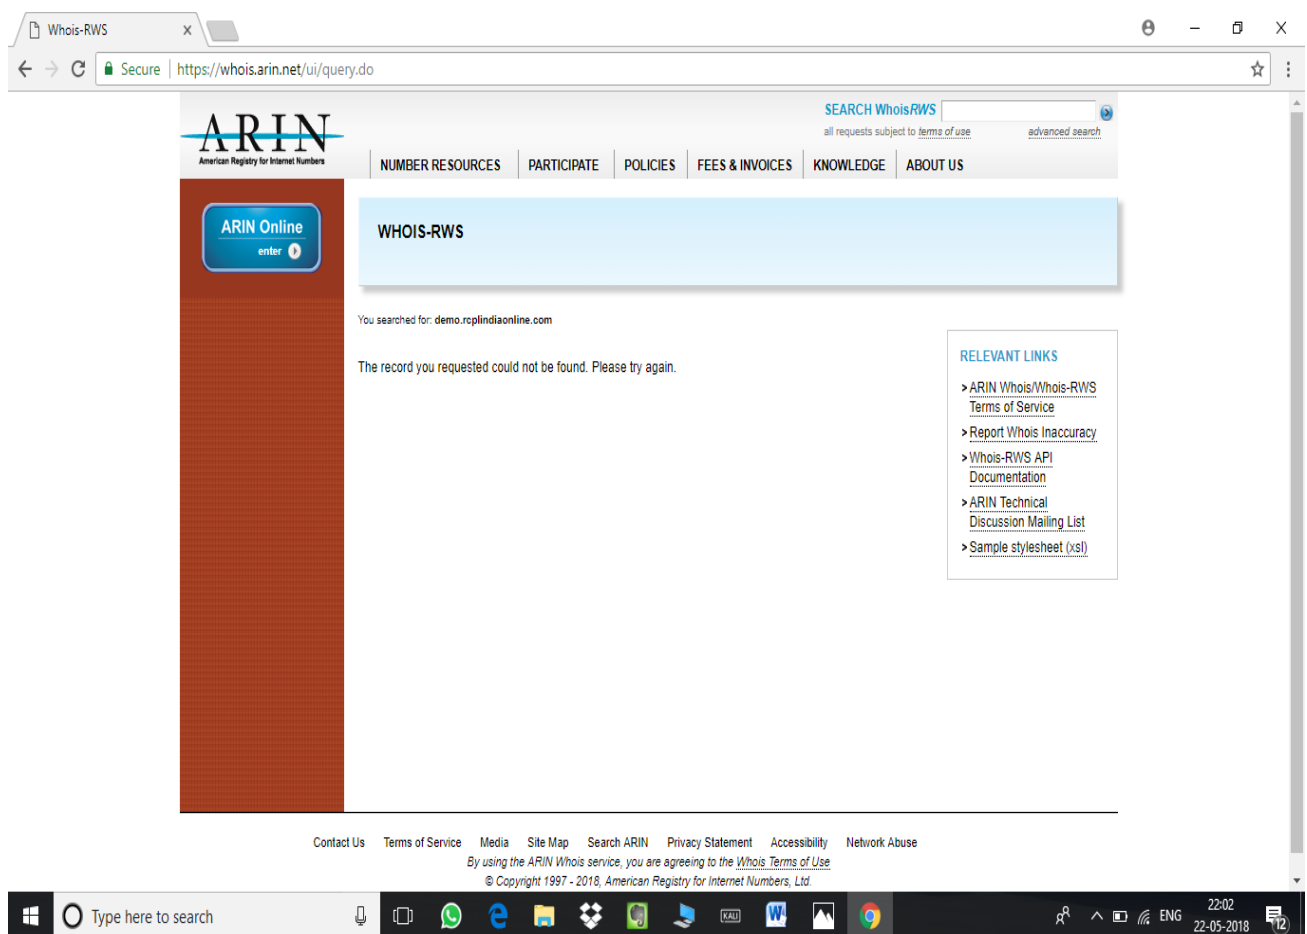 Whois-RWS
Secure | https://whois.arin.net/ui/query.do
ARIN
American Registry for Internet Numbers
SEARCH WhoisRWS
all requests subject to terms of use advanced search
NUMBER RESOURCES PARTICIPATE POLICIES FEES & INVOICES KNOWLEDGE ABOUT US
ARIN Online
enter
WHOIS-RWS
You searched for: demo.rcplindiaonline.com
The record you requested could not be found. Please try again.
RELEVANT LINKS
> ARIN Whois/Whois-RWS
Terms of Service
> Report Whois Inaccuracy
> Whois-RWS API
Documentation
> ARIN Technical
Discussion Mailing List
> Sample stylesheet (xsl)
Contact Us Terms of Service Media Site Map Search ARIN Privacy Statement Accessibility Network Abuse
By using the ARIN Whois service, you are agreeing to the Whois Terms of Use
© Copyright 1997 - 2018, American Registry for Internet Numbers, Ltd.
Type here to search
KALI
W
ENG
22:02
22-05-2018
12